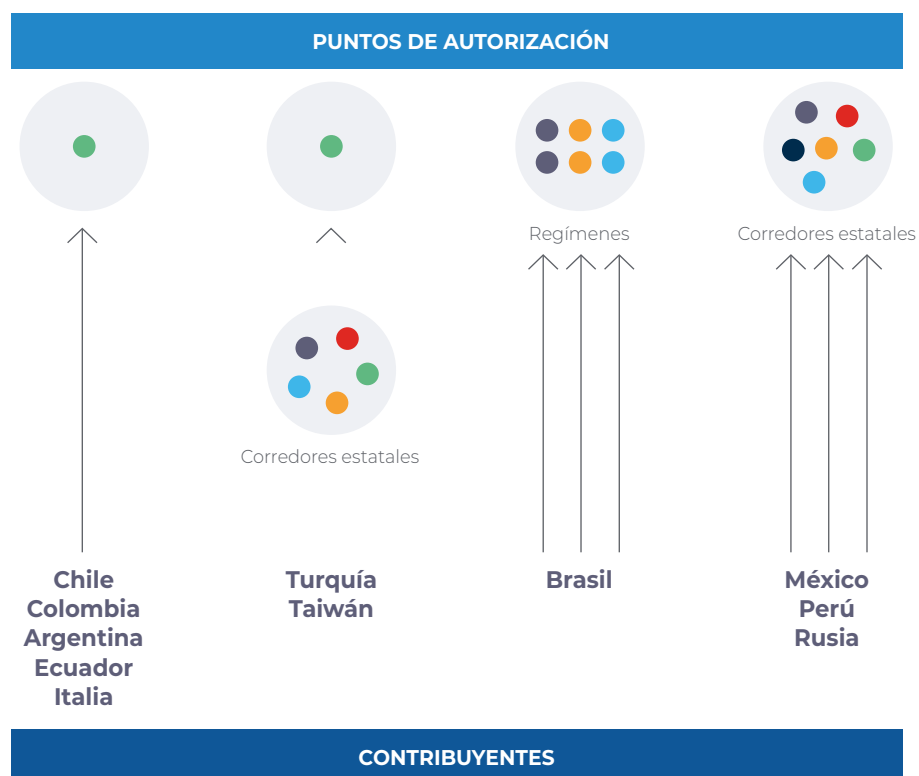 PUNTOS DE AUTORIZACIÓN
Regímenes
Corredores estatales
Corredores estatales
Chile
Colombia
Argentina
Ecuador
Italia
Turquía
Taiwán
Brasil
México
Perú
Rusia
CONTRIBUYENTES